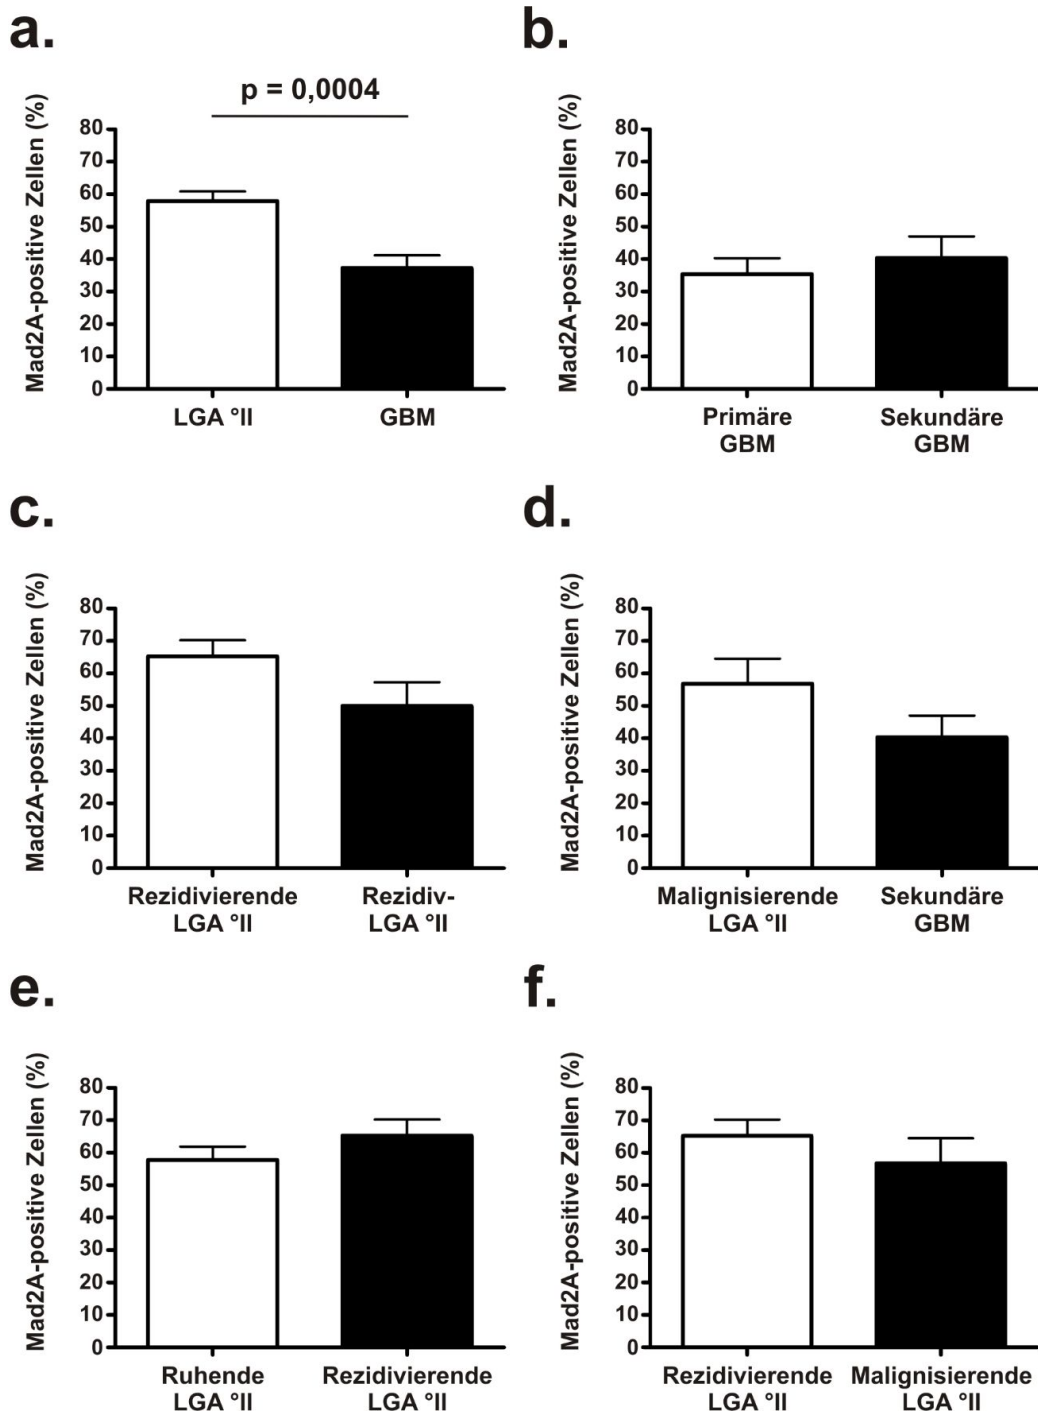 a.
p = 0,0004
Mad2A-positive Zellen (%)
80
70
60
50
40
30
20
10
0
LGA °II
GBM
b.
Mad2A-positive Zellen (%)
80
70
60
50
40
30
20
10
0
Primäre
GBM
Sekundäre
GBM
c.
Mad2A-positive Zellen (%)
80
70
60
50
40
30
20
10
0
Rezidivierende
LGA °II
Rezidiv-
LGA °II
d.
Mad2A-positive Zellen (%)
80
70
60
50
40
30
20
10
0
Malignisierende
LGA °II
Sekundäre
GBM
e.
Mad2A-positive Zellen (%)
80
70
60
50
40
30
20
10
0
Ruhende
LGA °II
Rezidivierende
LGA °II
f.
Mad2A-positive Zellen (%)
80
70
60
50
40
30
20
10
0
Rezidivierende
LGA °II
Malignisierende
LGA °II